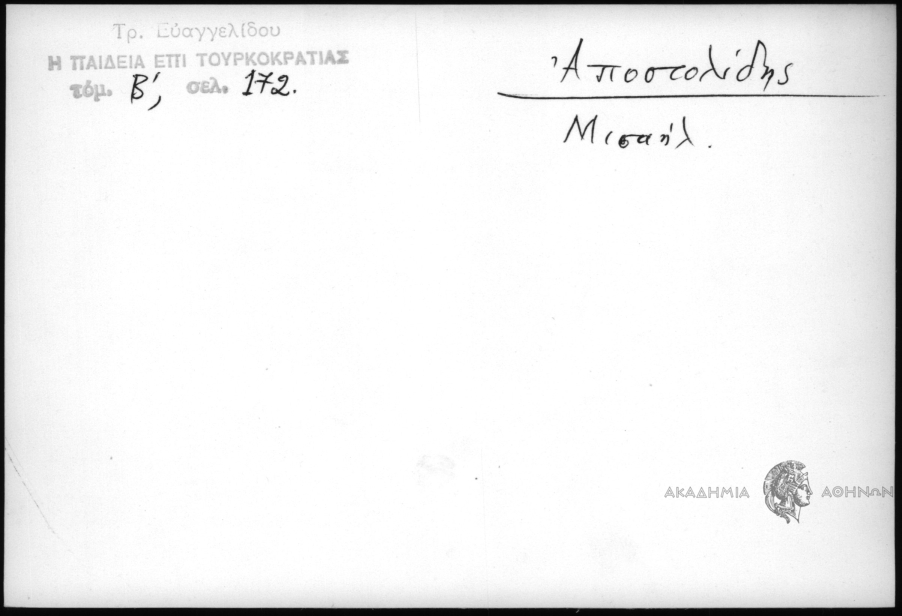 Τρ. Εὐαγγελίδου
Η ΠΑΙΔΕΙΑ ΕΠΙ ΤΟΥΡΚΟΚΡΑΤΙΑΣ
τόμ. Β', σελ. 172.
Ἀποστολίδης
Μισαήλ.
ΑΚΑΔΗΜΙΑ ΑΘΗΝΩΝ